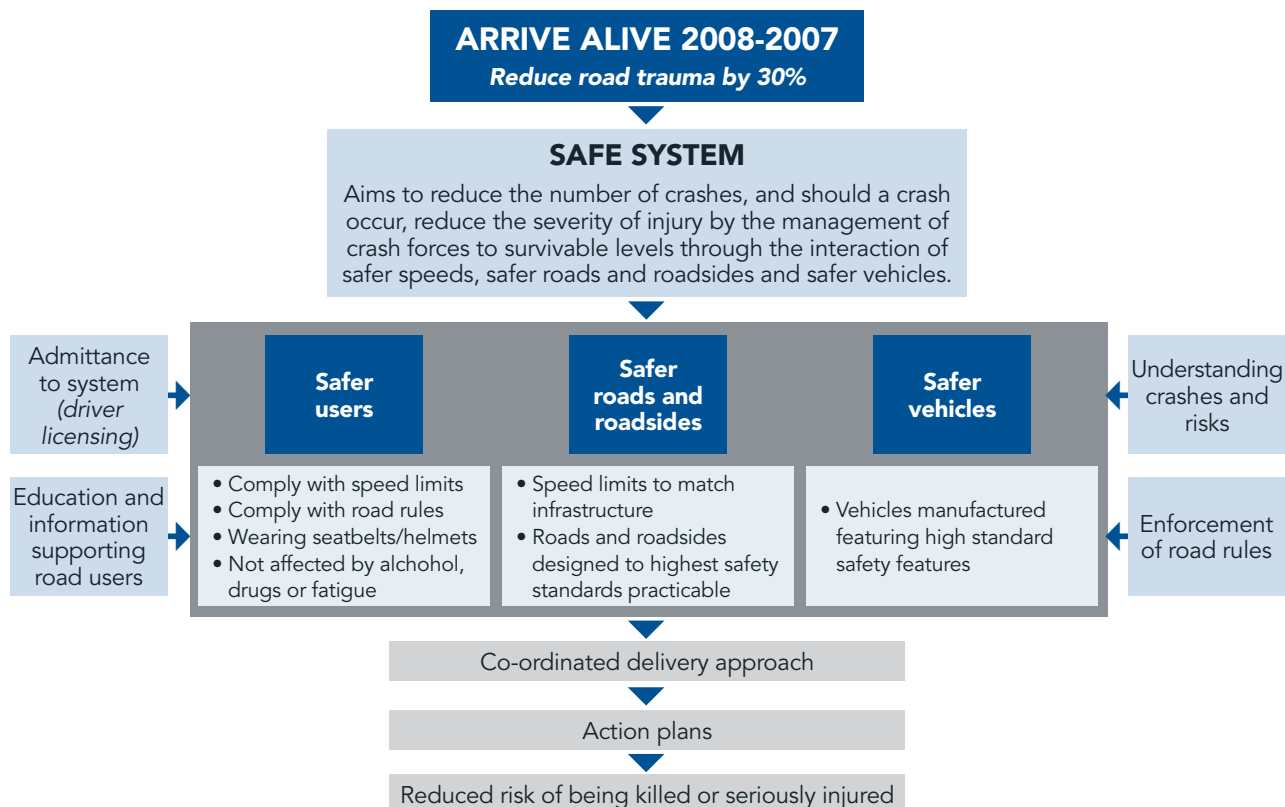 ARRIVE ALIVE 2008-2007
Reduce road trauma by 30%
SAFE SYSTEM
Aims to reduce the number of crashes, and should a crash
occur, reduce the severity of injury by the management of
crash forces to survivable levels through the interaction of
safer speeds, safer roads and roadsides and safer vehicles.
Admittance
to system
(driver
licensing)
Education and
information
supporting
road users
Safer
users
• Comply with speed limits
• Comply with road rules
• Wearing seatbelts/helmets
• Not affected by alchohol,
drugs or fatigue
Safer
roads and
roadsides
• Speed limits to match
infrastructure
• Roads and roadsides
designed to highest safety
standards practicable
Safer
vehicles
• Vehicles manufactured
featuring high standard
safety features
Understanding
crashes and
risks
Enforcement
of road rules
Co-ordinated delivery approach
Action plans
Reduced risk of being killed or seriously injured